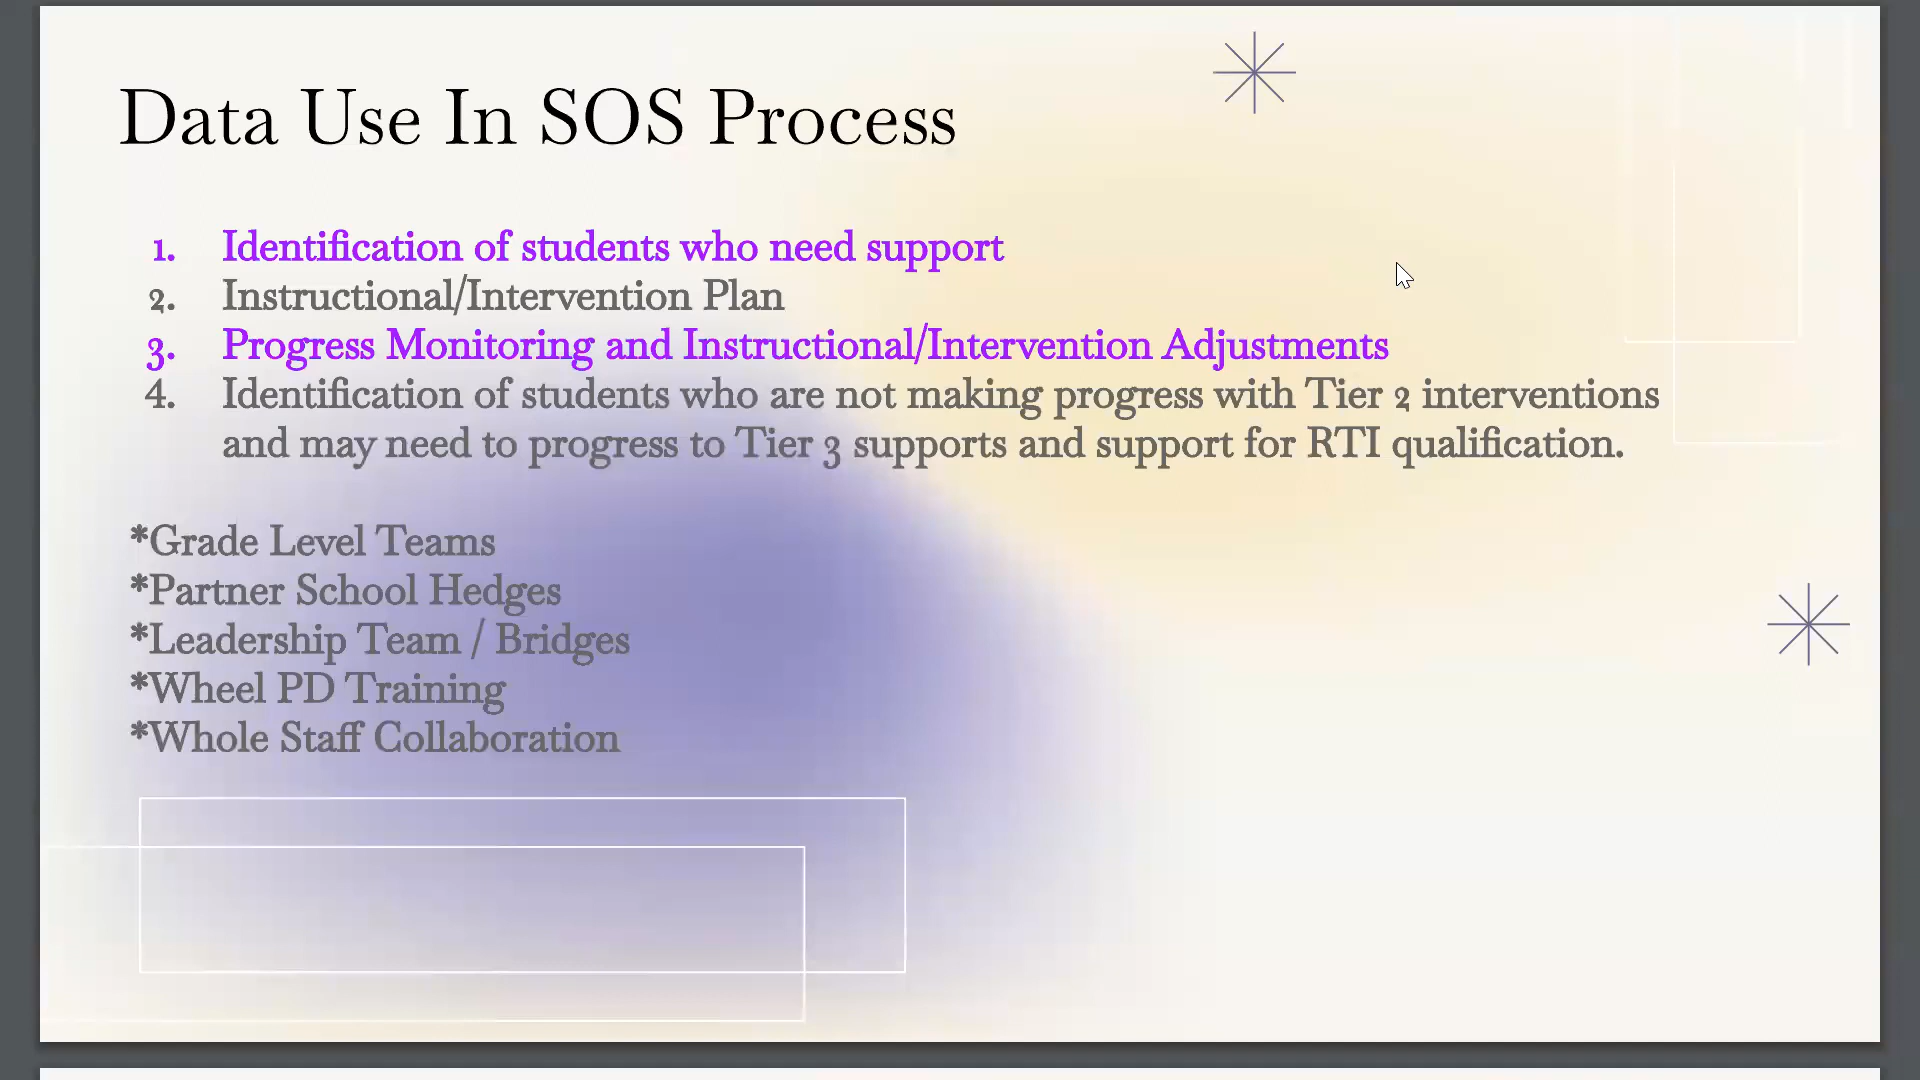 Data Use In SOS Process
1. Identification of students who need support
2. Instructional/Intervention Plan
3. Progress Monitoring and Instructional/Intervention Adjustments
4. Identification of students who are not making progress with Tier 2 interventions
and may need to progress to Tier 3 supports and support for RTI qualification.
*Grade Level Teams
*Partner School Hedges
*Leadership Team / Bridges
*Wheel PD Training
*Whole Staff Collaboration